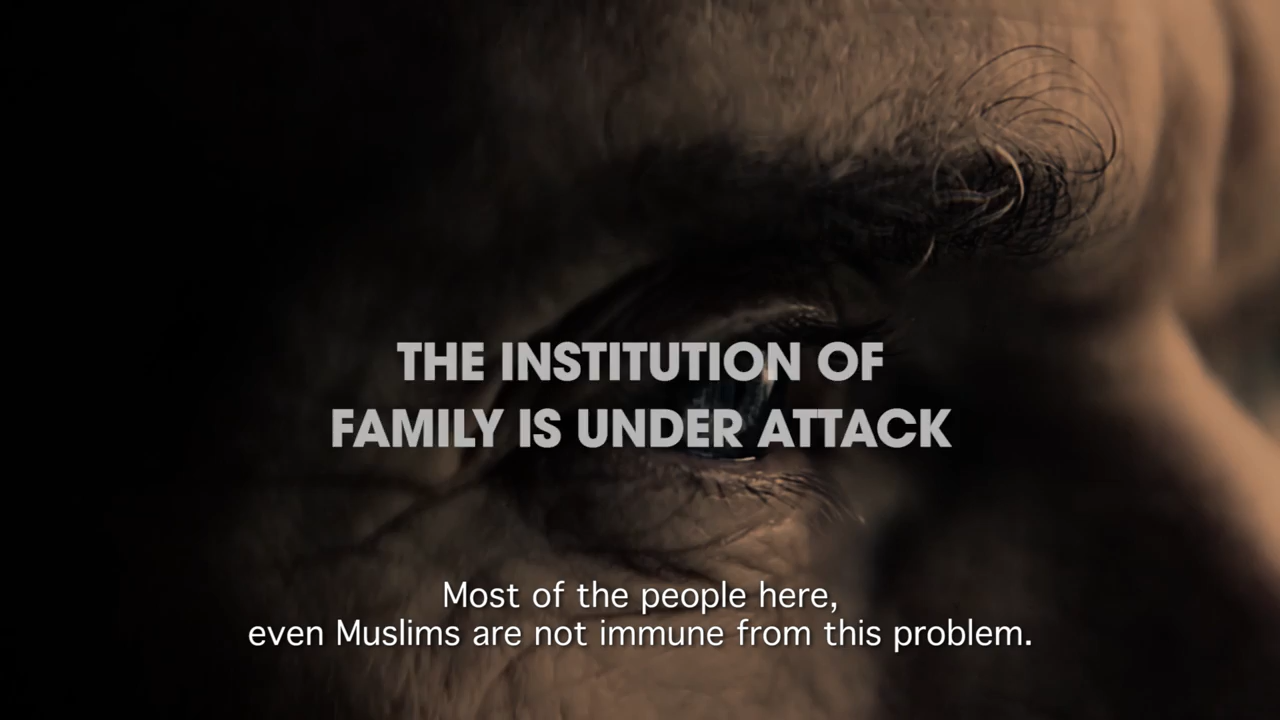 THE INSTITUTION OF
FAMILY IS UNDER ATTACK
Most of the people here,
even Muslims are not immune from this problem.